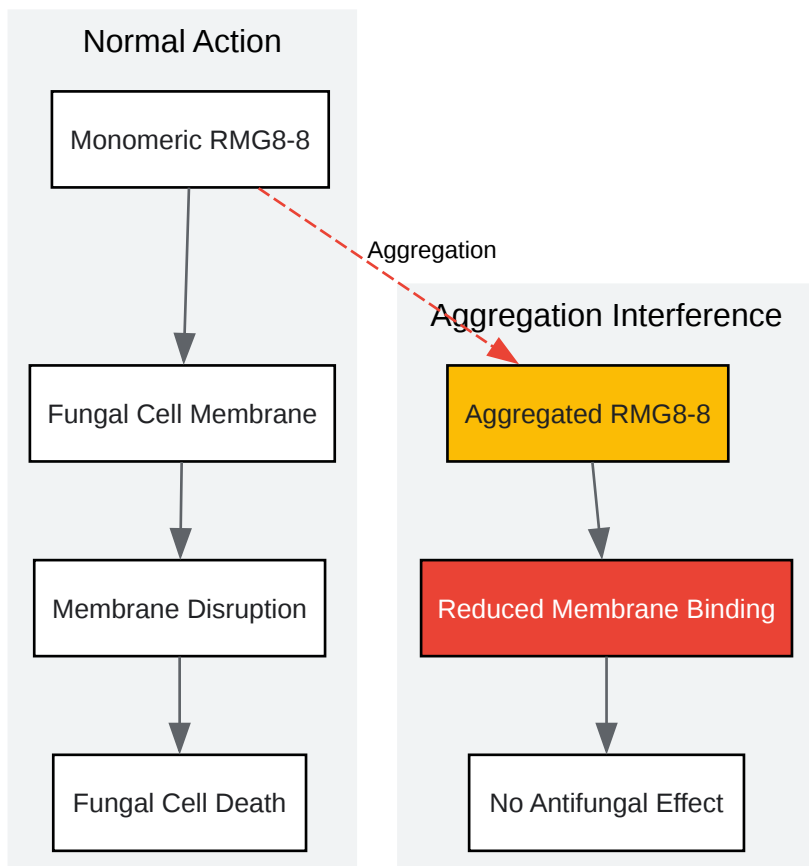 Normal Action
Monomeric RMG8-8
Aggregation
Fungal Cell Membrane
Membrane Disruption
Fungal Cell Death
Aggregation Interference
Aggregated RMG8-8
Reduced Membrane Binding
No Antifungal Effect